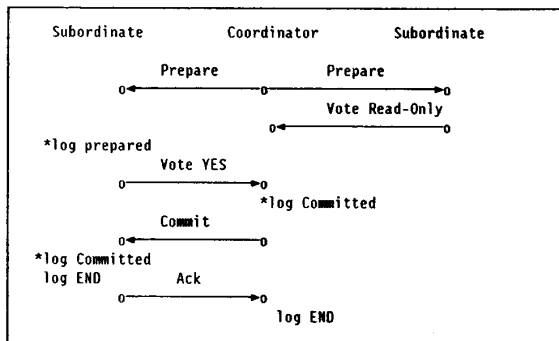 Subordinate Coordinator Subordinate
Prepare Prepare
Vote Read-Only
*log prepared
Vote YES
*log Committed
Commit
*log Committed
log END Ack
log END